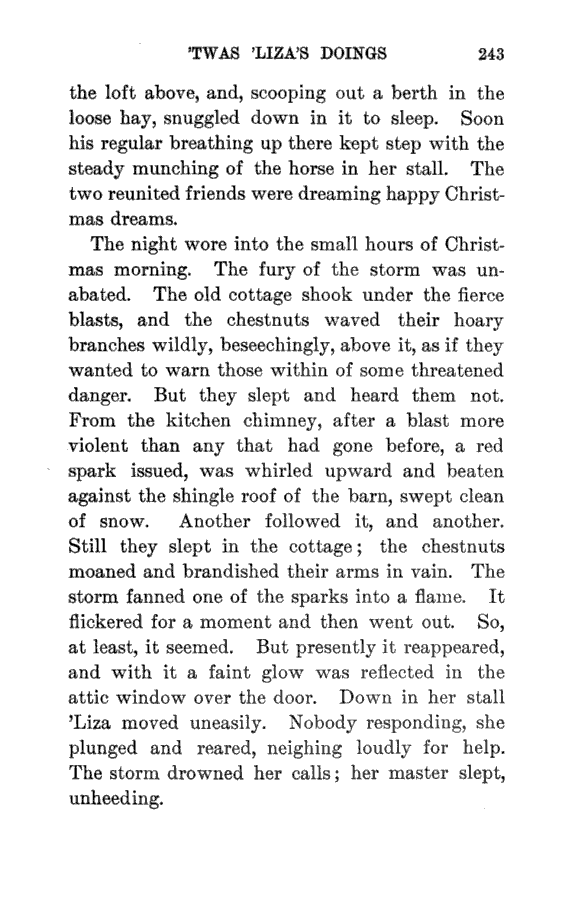 'TWAS 'LIZA'S DOINGS 243
the loft above, and, scooping out a berth in the
loose hay, snuggled down in it to sleep. Soon
his regular breathing up there kept step with the
steady munching of the horse in her stall. The
two reunited friends were dreaming happy Christ-
mas dreams.
The night wore into the small hours of Christ-
mas morning. The fury of the storm was un-
abated. The old cottage shook under the fierce
blasts, and the chestnuts waved their hoary
branches wildly, beseechingly, above it, as if they
wanted to warn those within of some threatened
danger. But they slept and heard them not.
From the kitchen chimney, after a blast more
violent than any that had gone before, a red
spark issued, was whirled upward and beaten
against the shingle roof of the barn, swept clean
of snow. Another followed it, and another.
Still they slept in the cottage; the chestnuts
moaned and brandished their arms in vain. The
storm fanned one of the sparks into a flame. It
flickered for a moment and then went out. So,
at least, it seemed. But presently it reappeared,
and with it a faint glow was reflected in the
attic window over the door. Down in her stall
'Liza moved uneasily. Nobody responding, she
plunged and reared, neighing loudly for help.
The storm drowned her calls; her master slept,
unheeding.